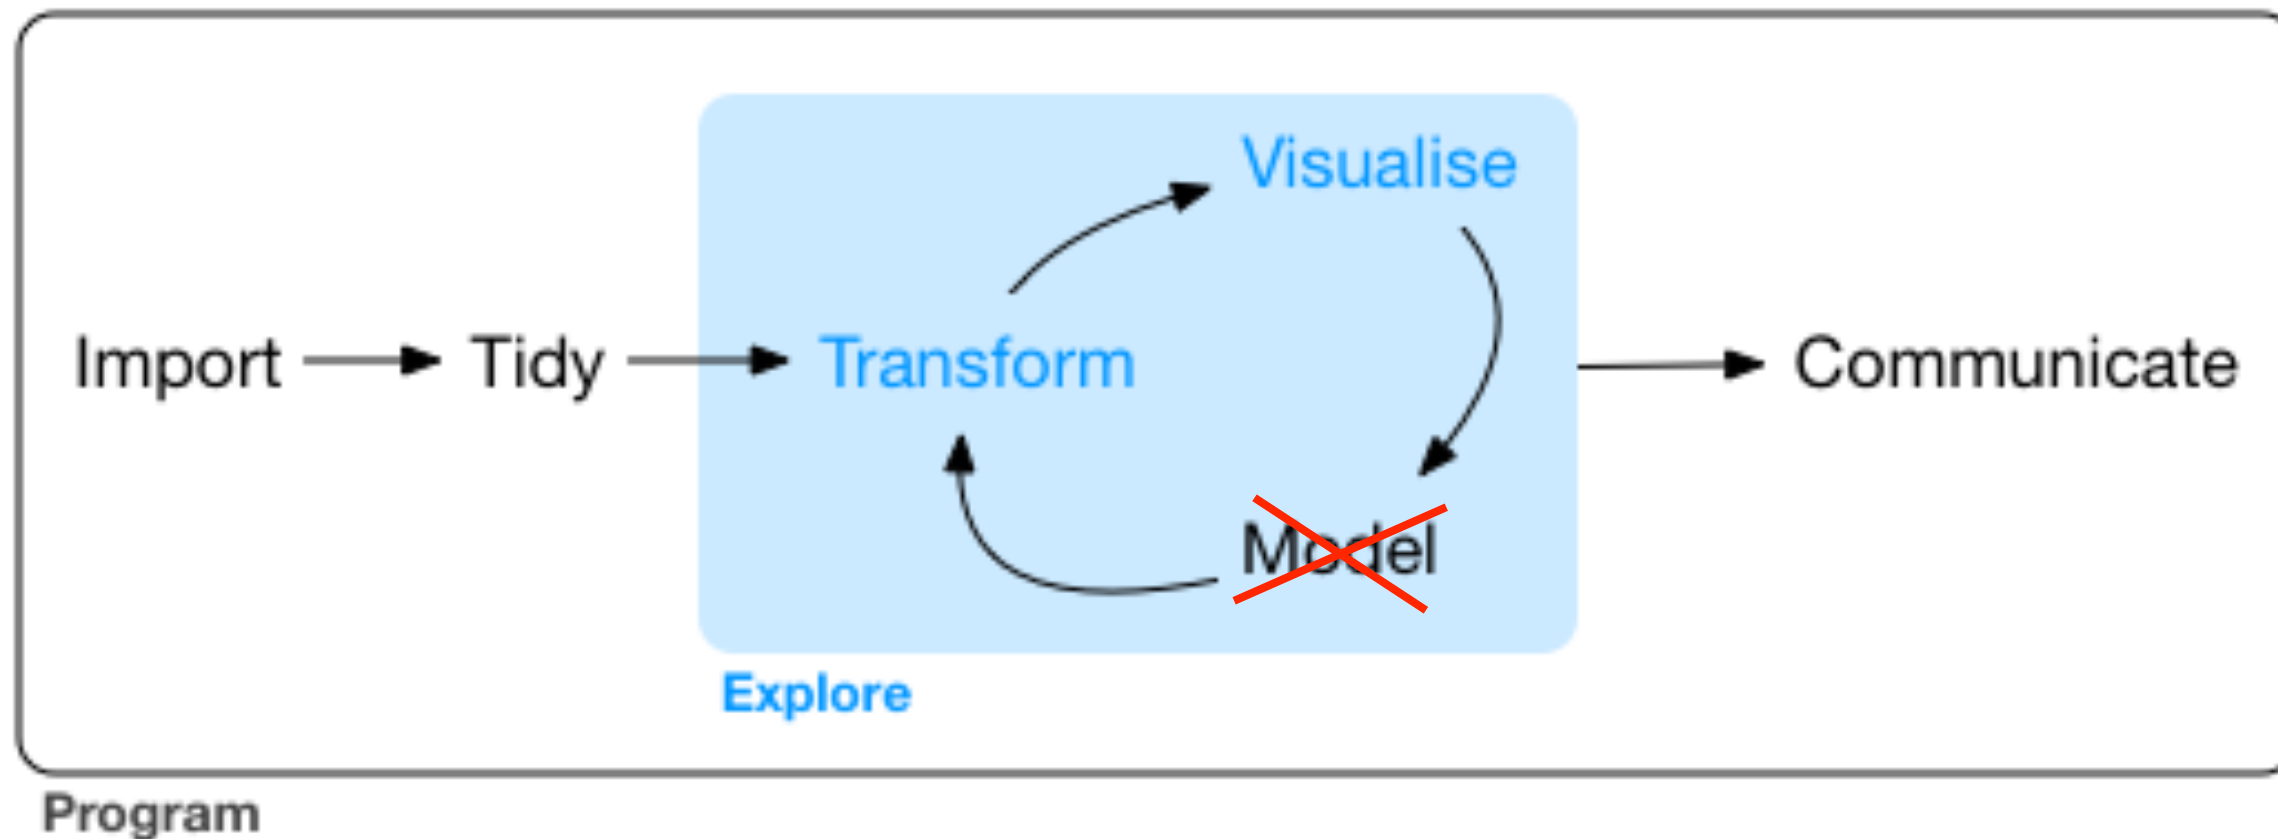 Visualise
Import
Tidy
Transform
Communicate
Model
Explore
Program